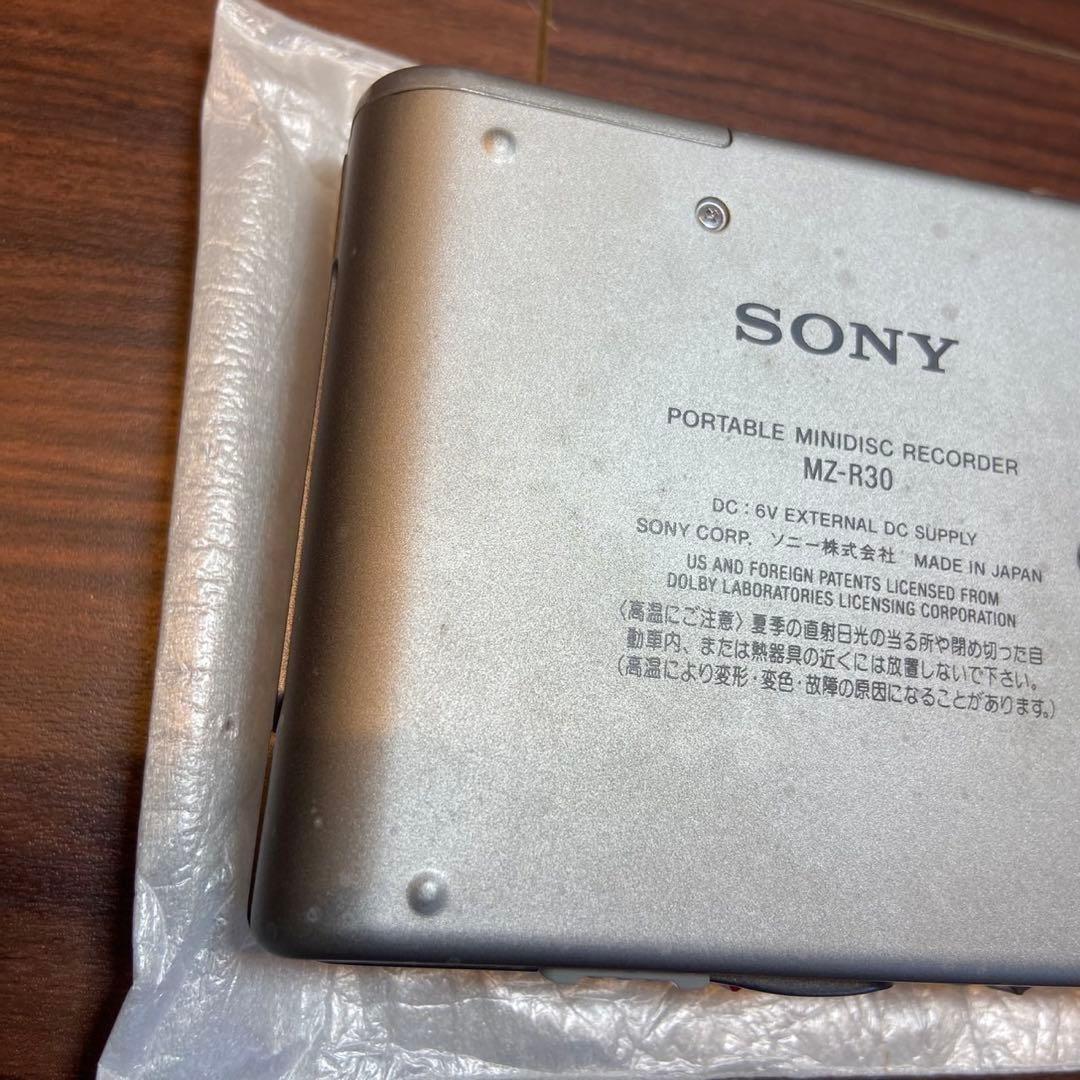 SONY
PORTABLE MINIDISC RECORDER
MZ-R30
DC : 6V EXTERNAL DC SUPPLY
SONY CORP. ソニー株式会社 MADE IN JAPAN
US AND FOREIGN PATENTS LICENSED FROM
DOLBY LABORATORIES LICENSING CORPORATION
〈高温にご注意〉夏季の直射日光の当る所や閉め切った自
動車内、または熱器具の近くには放置しないで下さい。
(高温により変形・変色・故障の原因になることがあります。)